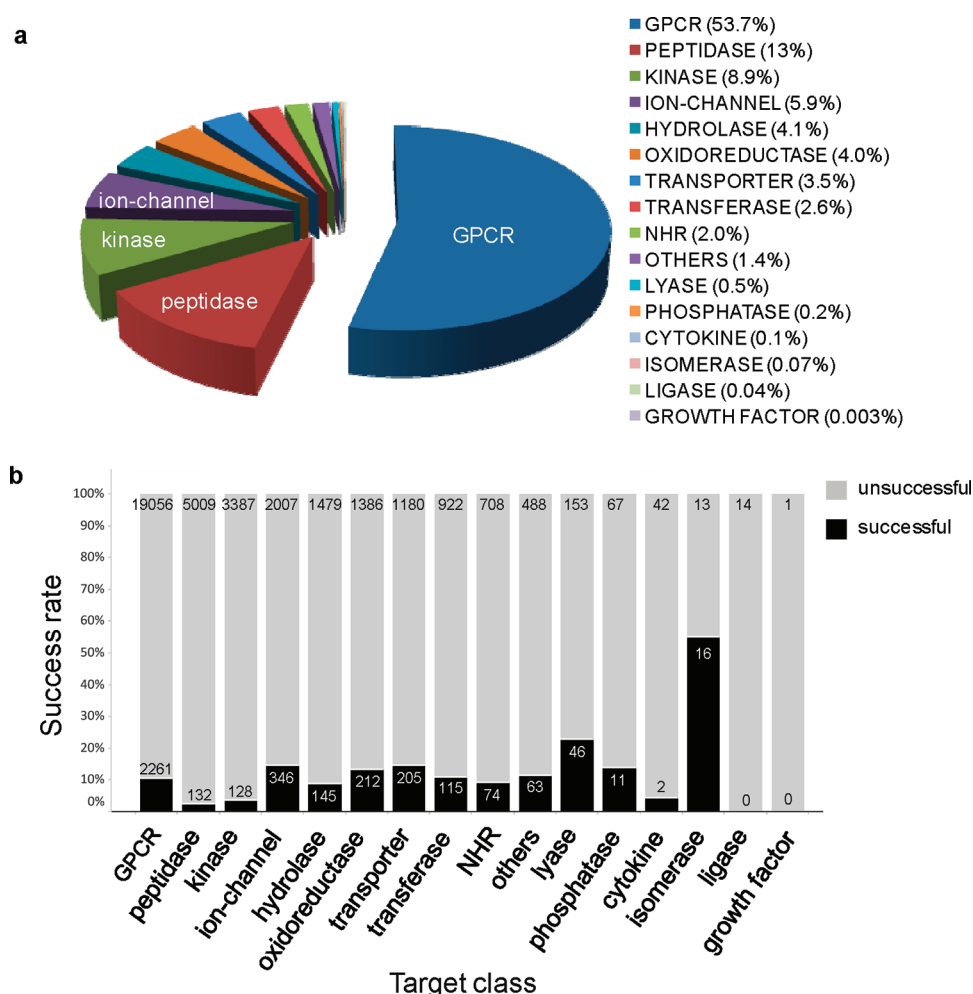 a
GPCR (53.7%)
PEPTIDASE (13%)
KINASE (8.9%)
ION-CHANNEL (5.9%)
HYDROLASE (4.1%)
OXIDOREDUCTASE (4.0%)
TRANSPORTER (3.5%)
TRANSFERASE (2.6%)
NHR (2.0%)
OTHERS (1.4%)
LYASE (0.5%)
PHOSPHATASE (0.2%)
CYTOKINE (0.1%)
ISOMERASE (0.07%)
LIGASE (0.04%)
GROWTH FACTOR (0.003%)
ion-channel
kinase
peptidase
GPCR
b
unsuccessful
successful
Success rate
100%
90%
80%
70%
60%
50%
40%
30%
20%
10%
0%
19056 5009 3387 2007 1479 1386 1180 922 708 488 153 67 42 13 14 1
2261 132 128 346 145 212 205 115 74 63 46 11 2 16 0 0
GPCR
peptidase
kinase
ion-channel
hydrolase
oxidoreductase
transporter
transferase
NHR
others
lyase
phosphatase
cytokine
isomerase
ligase
growth factor
Target class